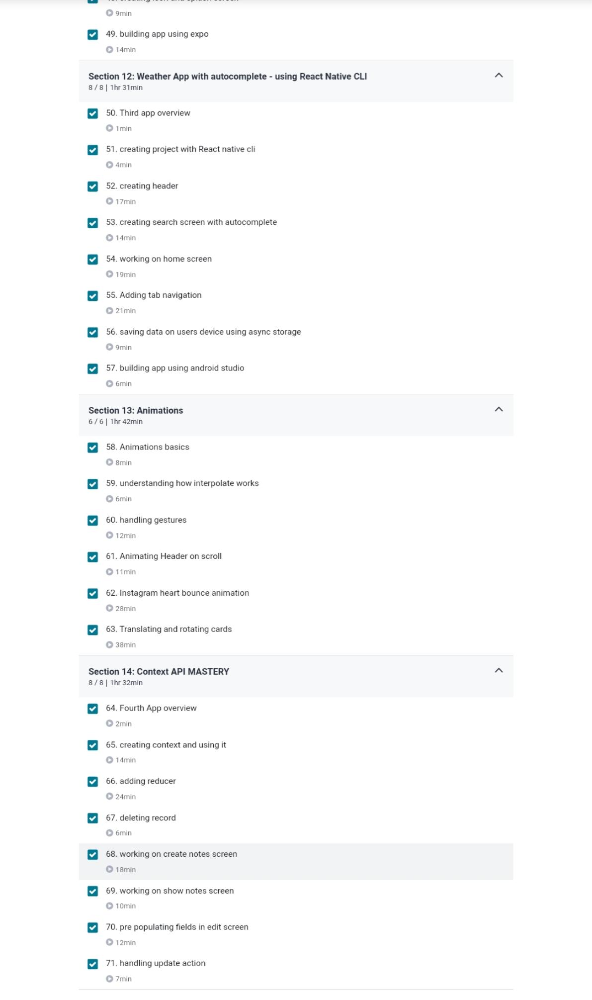 9min
49. building app using expo
14min
Section 12: Weather App with autocomplete - using React Native CLI
8 / 8 | 1hr 31min
50. Third app overview
1min
51. creating project with React native cli
4min
52. creating header
17min
53. creating search screen with autocomplete
14min
54. working on home screen
19min
55. Adding tab navigation
21min
56. saving data on users device using async storage
9min
57. building app using android studio
6min
Section 13: Animations
6 / 6 | 1hr 42min
58. Animations basics
8min
59. understanding how interpolate works
6min
60. handling gestures
12min
61. Animating Header on scroll
11min
62. Instagram heart bounce animation
28min
63. Translating and rotating cards
38min
Section 14: Context API MASTERY
8 / 8 | 1hr 32min
64. Fourth App overview
2min
65. creating context and using it
14min
66. adding reducer
24min
67. deleting record
6min
68. working on create notes screen
18min
69. working on show notes screen
10min
70. pre populating fields in edit screen
12min
71. handling update action
7min